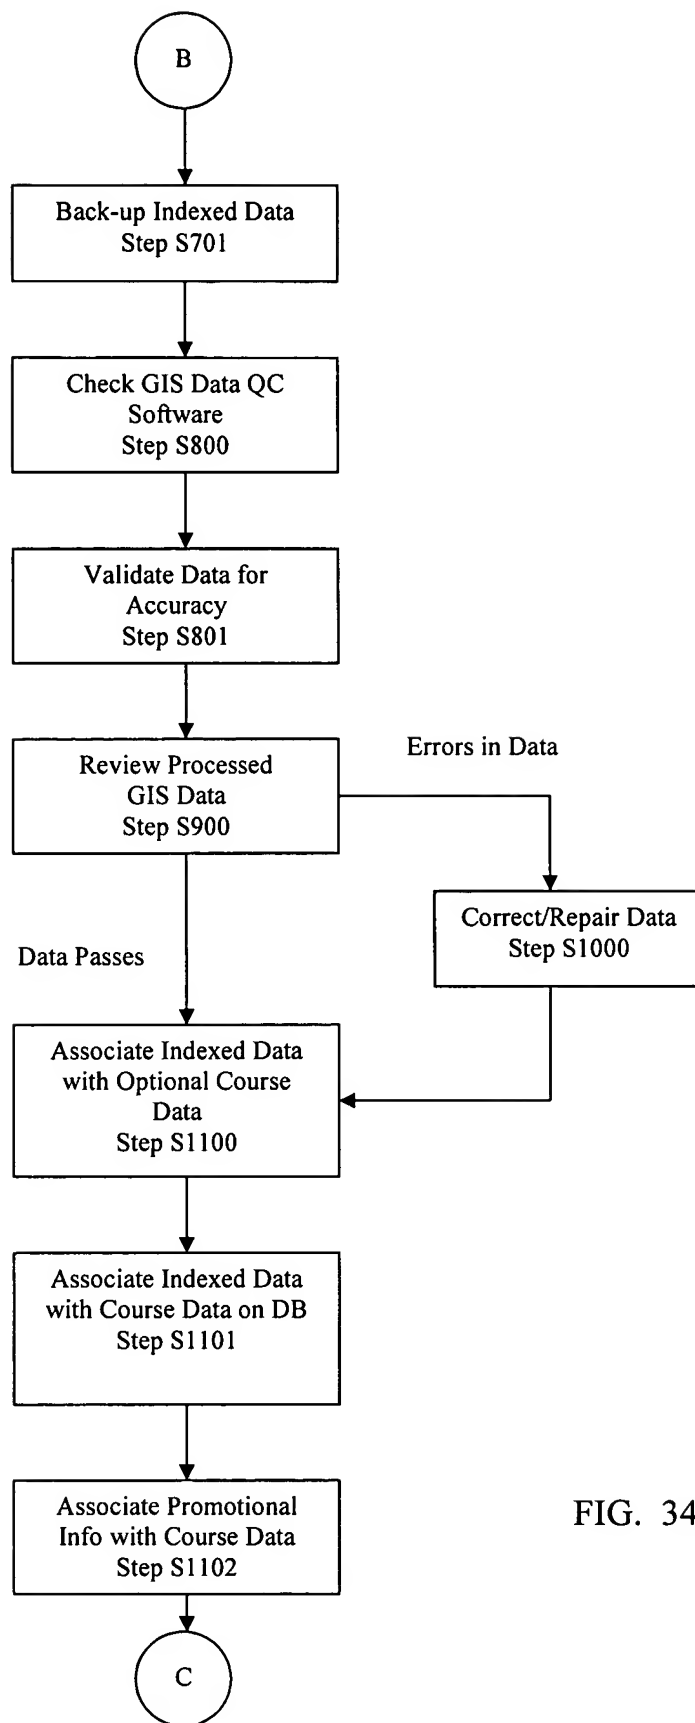 B
Back-up Indexed Data
Step S701
Check GIS Data QC
Software
Step S800
Validate Data for
Accuracy
Step S801
Errors in Data
Review Processed
GIS Data
Step S900
Correct/Repair Data
Step S1000
Data Passes
Associate Indexed Data
with Optional Course
Data
Step S1100
Associate Indexed Data
with Course Data on DB
Step S1101
Associate Promotional
Info with Course Data
Step S1102
FIG. 34
C